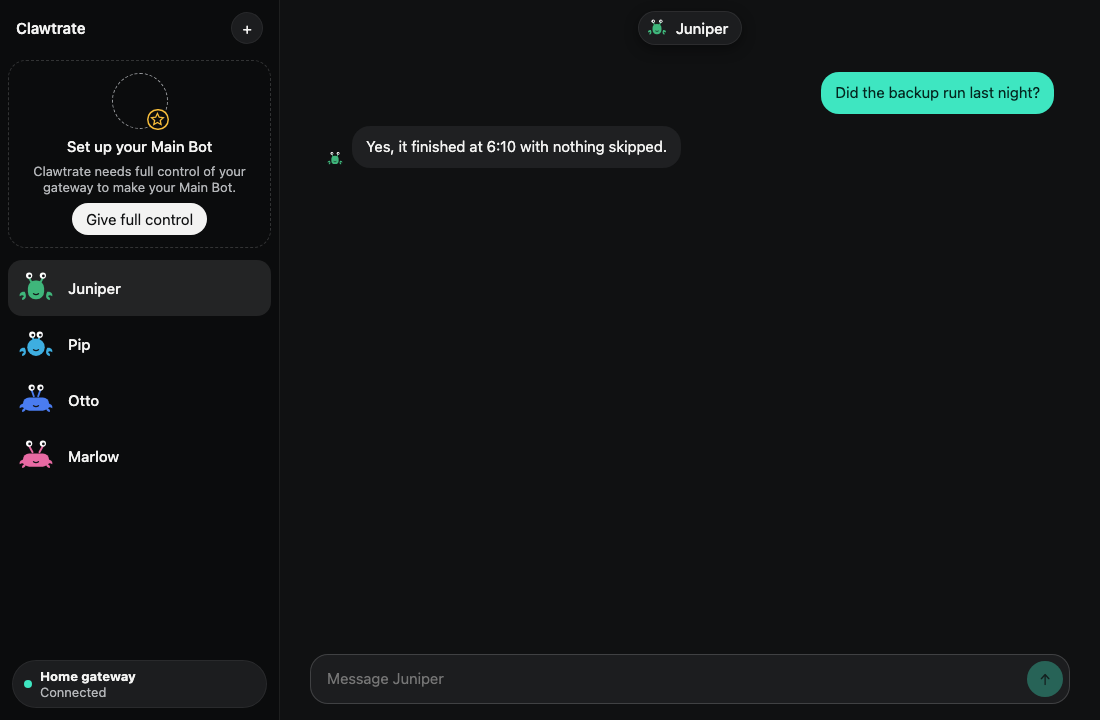 Clawtrate
+
Set up your Main Bot
Clawtrate needs full control of your
gateway to make your Main Bot.
Give full control
Juniper
Pip
Otto
Marlow
Home gateway
Connected
Juniper
Did the backup run last night?
Yes, it finished at 6:10 with nothing skipped.
Message Juniper